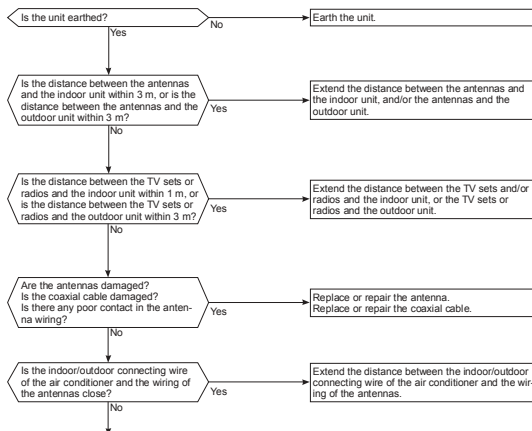 Is the unit earthed?
No
Earth the unit.
Yes
Is the distance between the antennas
and the indoor unit within 3 m, or is the
distance between the antennas and the
outdoor unit within 3 m?
Yes
Extend the distance between the antennas and
the indoor unit, and/or the antennas and the
outdoor unit.
No
Is the distance between the TV sets or
radios and the indoor unit within 1 m, or
is the distance between the TV sets or
radios and the outdoor unit within 3 m?
Yes
Extend the distance between the TV sets and/or
radios and the indoor unit, or the TV sets or
radios and the outdoor unit.
No
Are the antennas damaged?
Is the coaxial cable damaged?
Is there any poor contact in the anten-
na wiring?
Yes
Replace or repair the antenna.
Replace or repair the coaxial cable.
No
Is the indoor/outdoor connecting wire
of the air conditioner and the wiring of
the antennas close?
Yes
Extend the distance between the indoor/outdoor
connecting wire of the air conditioner and the wir-
ing of the antennas.
No